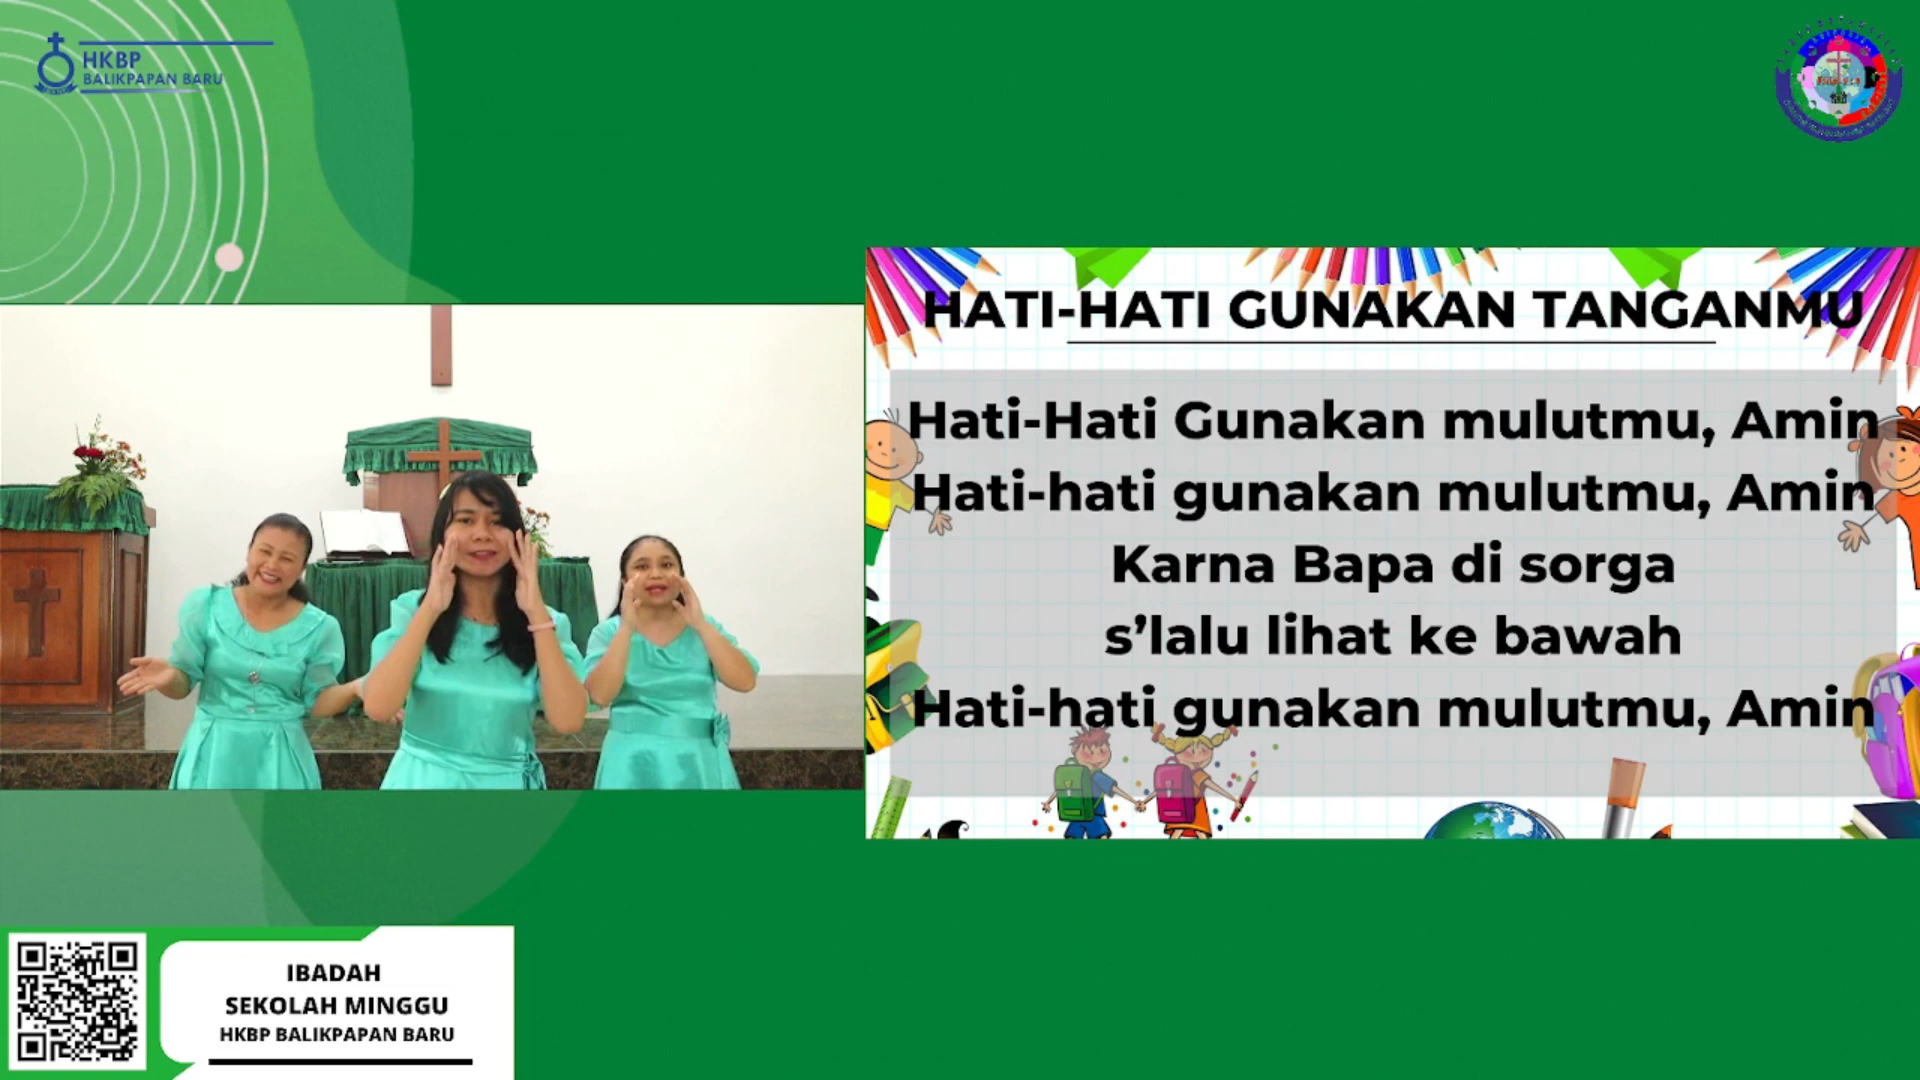 HKBP
BALIKPAPAN BARU
HATI-HATI GUNAKAN TANGANMU
Hati-Hati Gunakan mulutmu, Amin
Hati-hati gunakan mulutmu, Amin
Karna Bapa di sorga
s'lalu lihat ke bawah
Hati-hati gunakan mulutmu, Amin
IBADAH
SEKOLAH MINGGU
HKBP BALIKPAPAN BARU